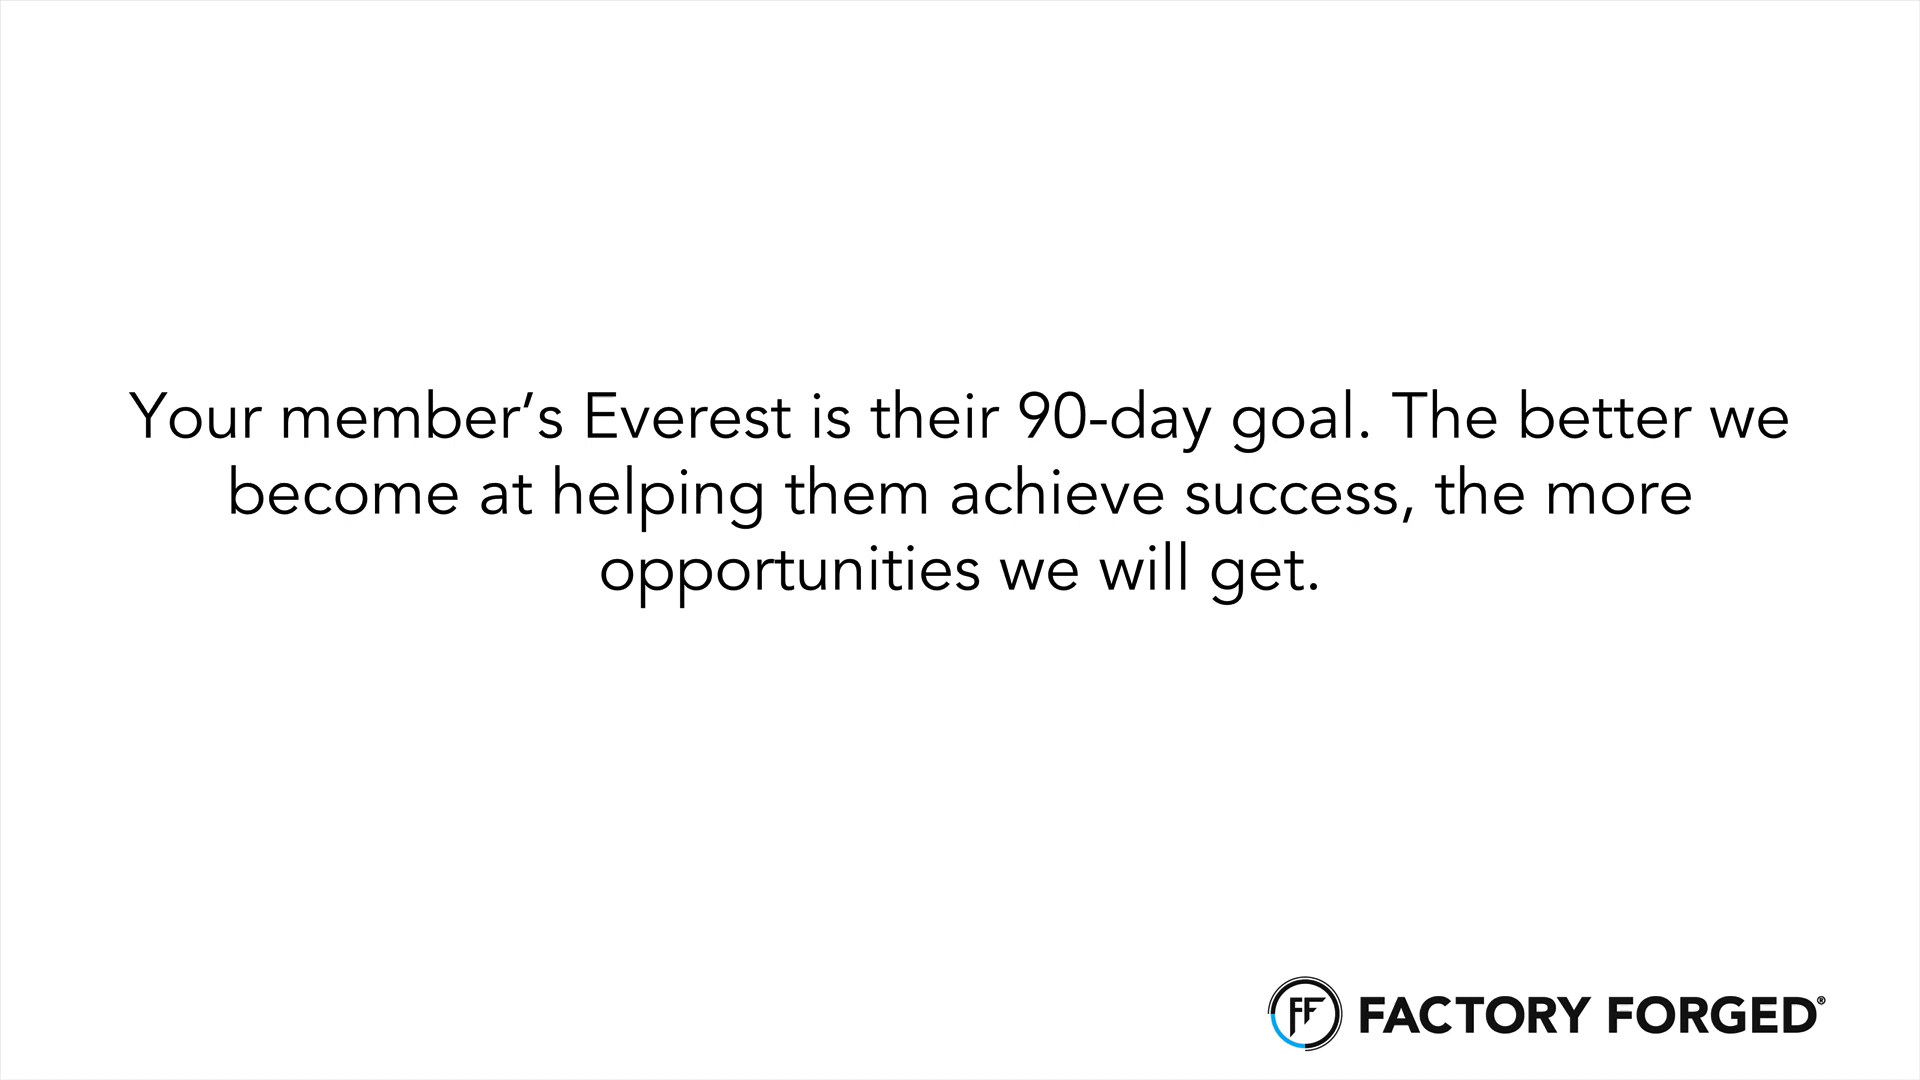 Your member’s Everest is their 90-day goal. The better we
become at helping them achieve success, the more
opportunities we will get.
FF FACTORY FORGED®